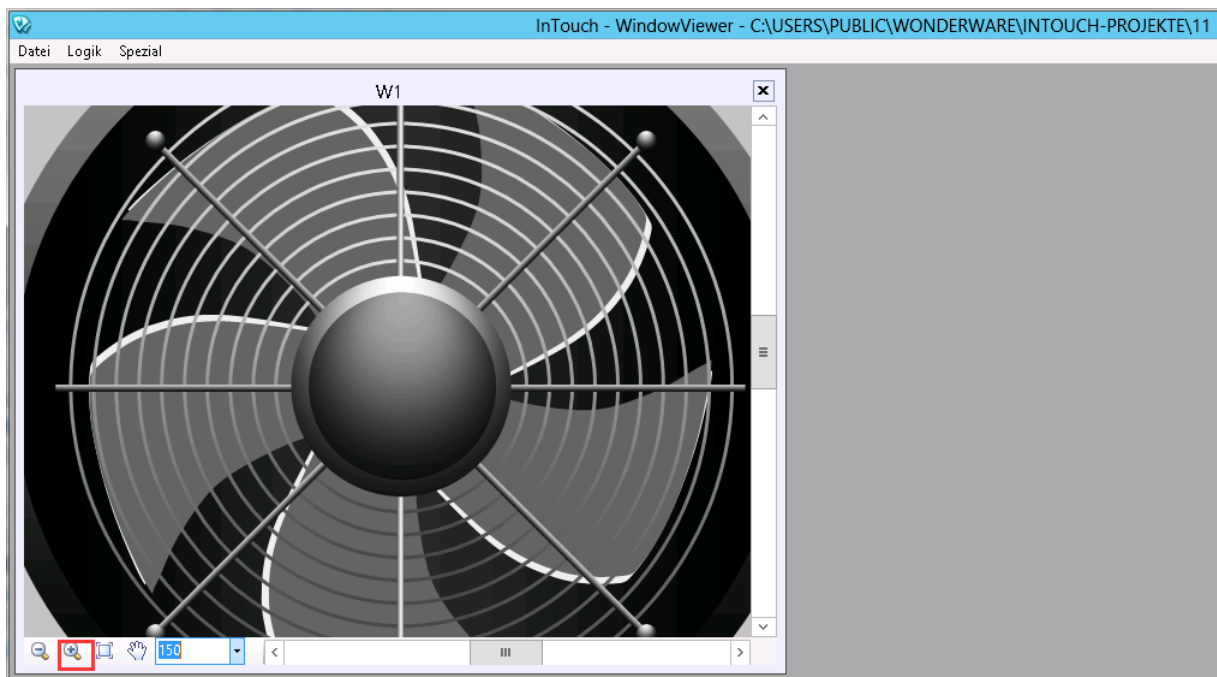 InTouch - WindowViewer - C:\USERS\PUBLIC\WONDERWARE\INTOUCH-PROJEKTE\11
Datei Logik Spezial
W1
150